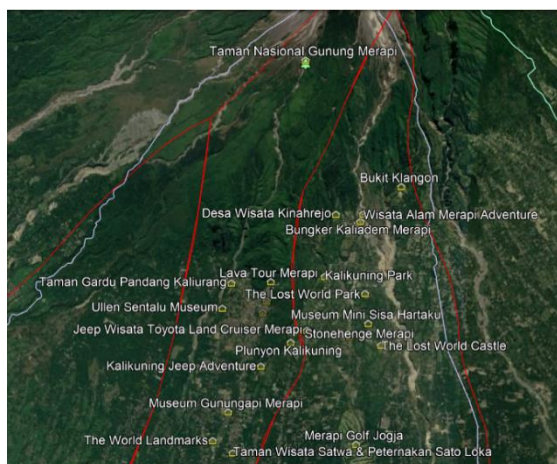 Taman Nasional Gunung Merapi
Bukit Klangon
Desa Wisata Kinahrejo
Wisata Alam Merapi Adventure
Bungker Kaliadem Merapi
Taman Gardu Pandang Kaliurang
Lava Tour Merapi
Kalikuning Park
The Lost World Park
Ullen Sentalu Museum
Museum Mini Sisa Hartaku
Jeep Wisata Toyota Land Cruiser Merapi
Stonehenge Merapi
Plunyon Kalikuning
The Lost World Castle
Kalikuning Jeep Adventure
Museum Gunungapi Merapi
The World Landmarks
Merapi Golf Jogja
Taman Wisata Satwa & Peternakan Sato Loka